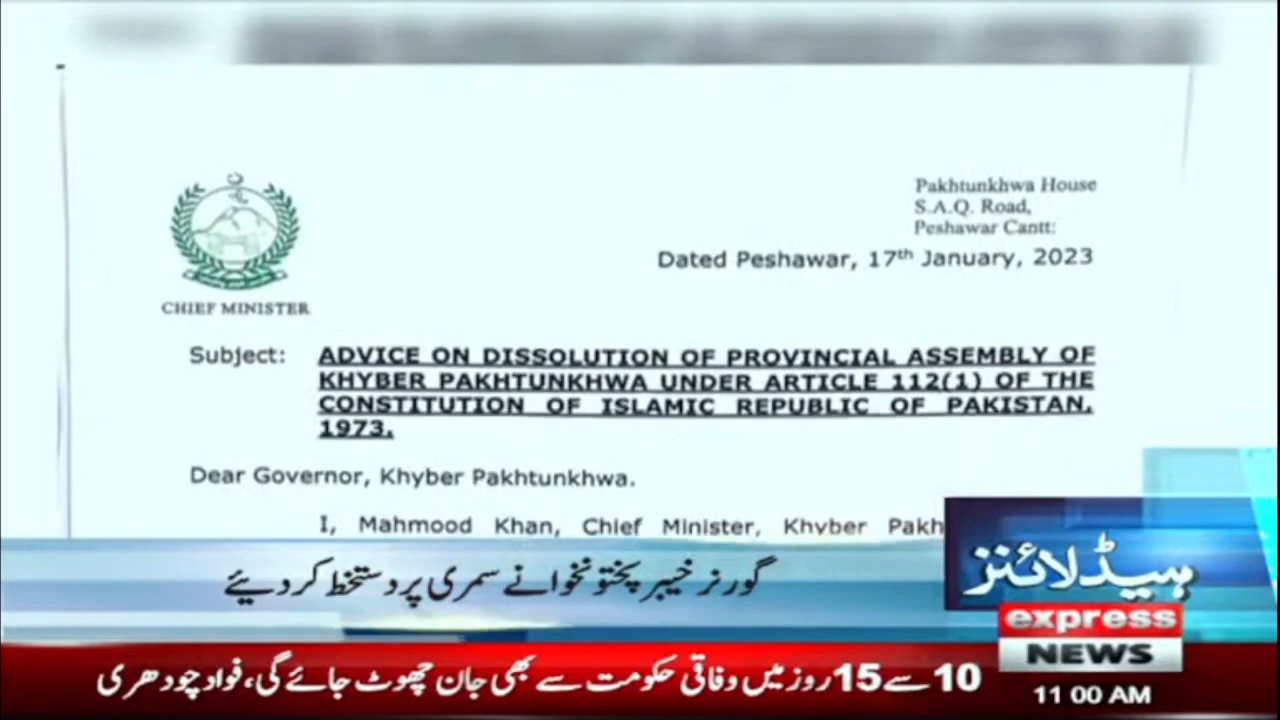 Pakhtunkhwa House
S.A.Q. Road,
Peshawar Cantt:
Dated Peshawar, 17th January, 2023
CHIEF MINISTER
Subject: ADVICE ON DISSOLUTION OF PROVINCIAL ASSEMBLY OF
KHYBER PAKHTUNKHWA UNDER ARTICLE 112(1) OF THE
CONSTITUTION OF ISLAMIC REPUBLIC OF PAKISTAN,
1973.
Dear Governor, Khyber Pakhtunkhwa.
I, Mahmood Khan, Chief Minister, Khyber Pakh
ہیڈلائنز
گورنر خیبر پختونخوا نے سمری پر دستخط کر دیئے
express
NEWS
10 سے 15 روز میں وفاقی حکومت سے بھی جان چھوٹ جائے گی، فواد چودھری
11 00 AM